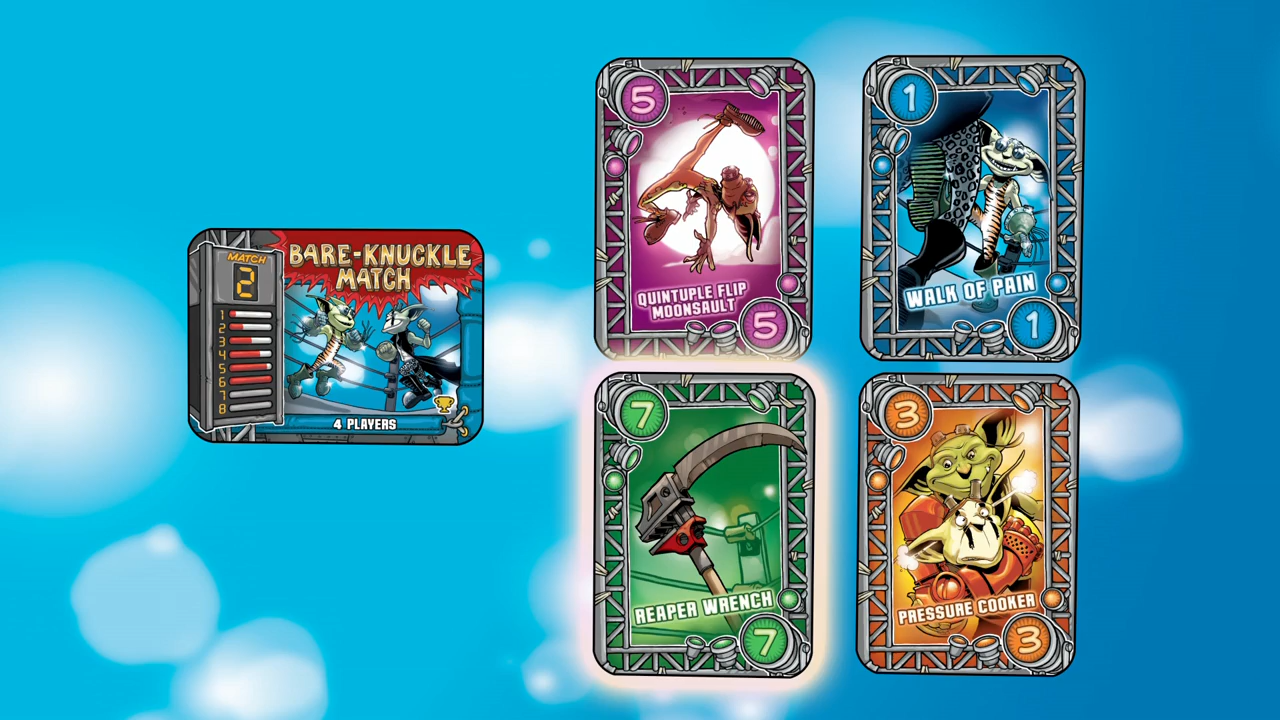 MATCH
2
BARE-KNUCKLE
MATCH
1
2
3
4
5
6
7
8
4 PLAYERS
5
QUINTUPLE FLIP
MOONSAULT
5
1
WALK OF PAIN
1
7
REAPER WRENCH
7
3
PRESSURE COOKER
3